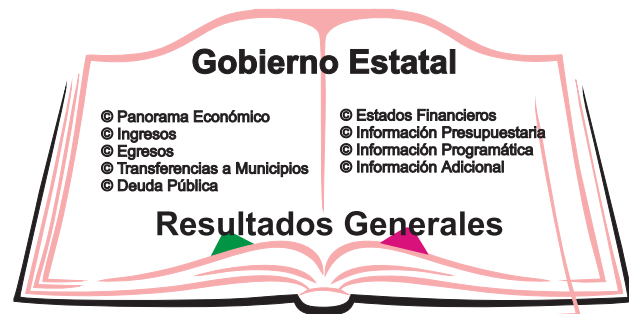 Gobierno Estatal
© Panorama Económico
© Ingresos
© Egresos
© Transferencias a Municipios
© Deuda Pública
© Estados Financieros
© Información Presupuestaria
© Información Programática
© Información Adicional
Resultados Generales